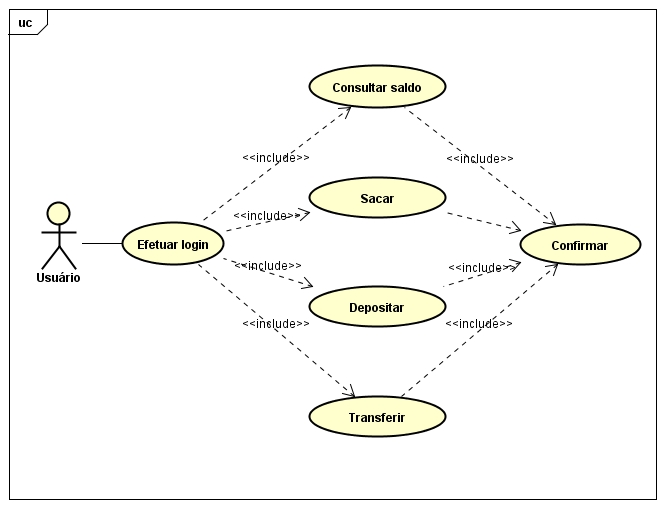 uc
Consultar saldo
<<include>>
<<include>>
Sacar
<<include>>
Usuário
Efetuar login
Confirmar
<<include>>
<<include>>
Depositar
<<include>>
<<include>>
Transferir